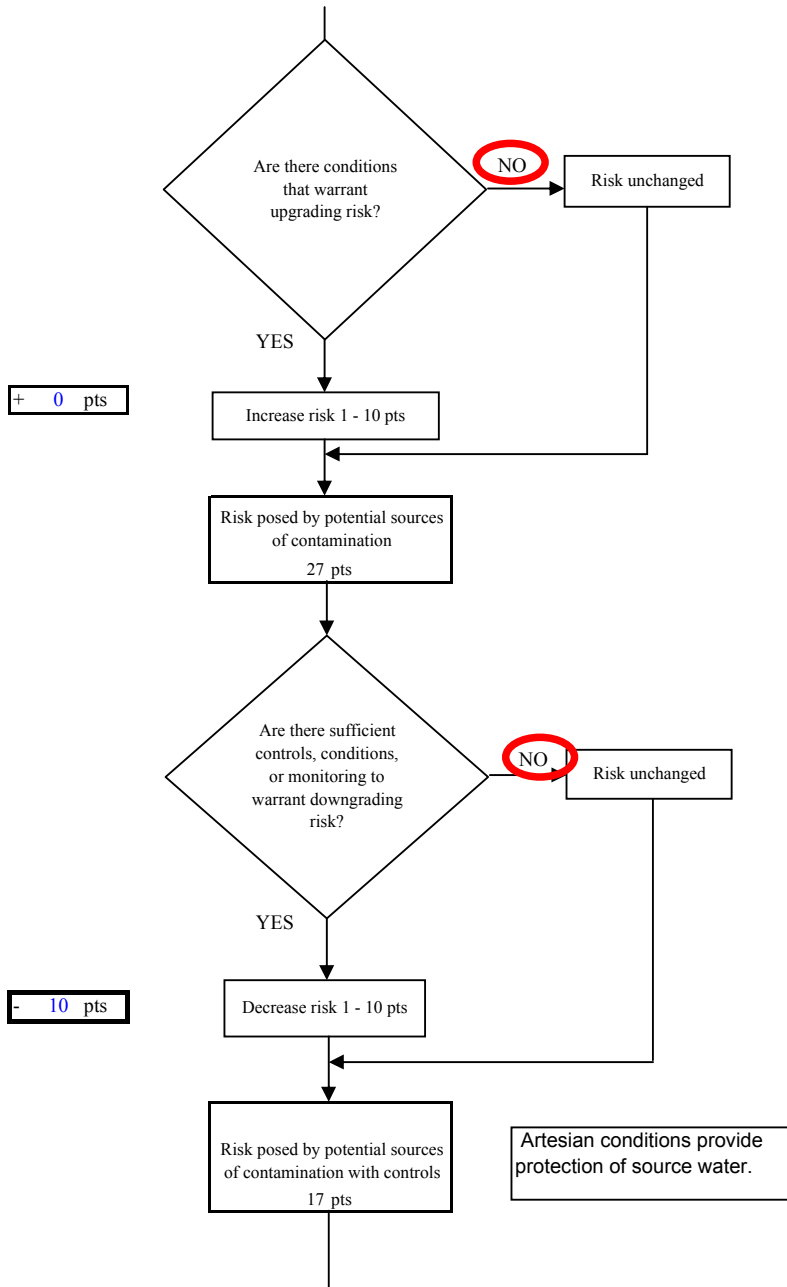 Are there conditions
that warrant
upgrading risk?
NO
Risk unchanged
YES
+ 0 pts
Increase risk 1 - 10 pts
Risk posed by potential sources
of contamination
27 pts
Are there sufficient
controls, conditions,
or monitoring to
warrant downgrading
risk?
NO
Risk unchanged
YES
- 10 pts
Decrease risk 1 - 10 pts
Risk posed by potential sources
of contamination with controls
17 pts
Artesian conditions provide
protection of source water.